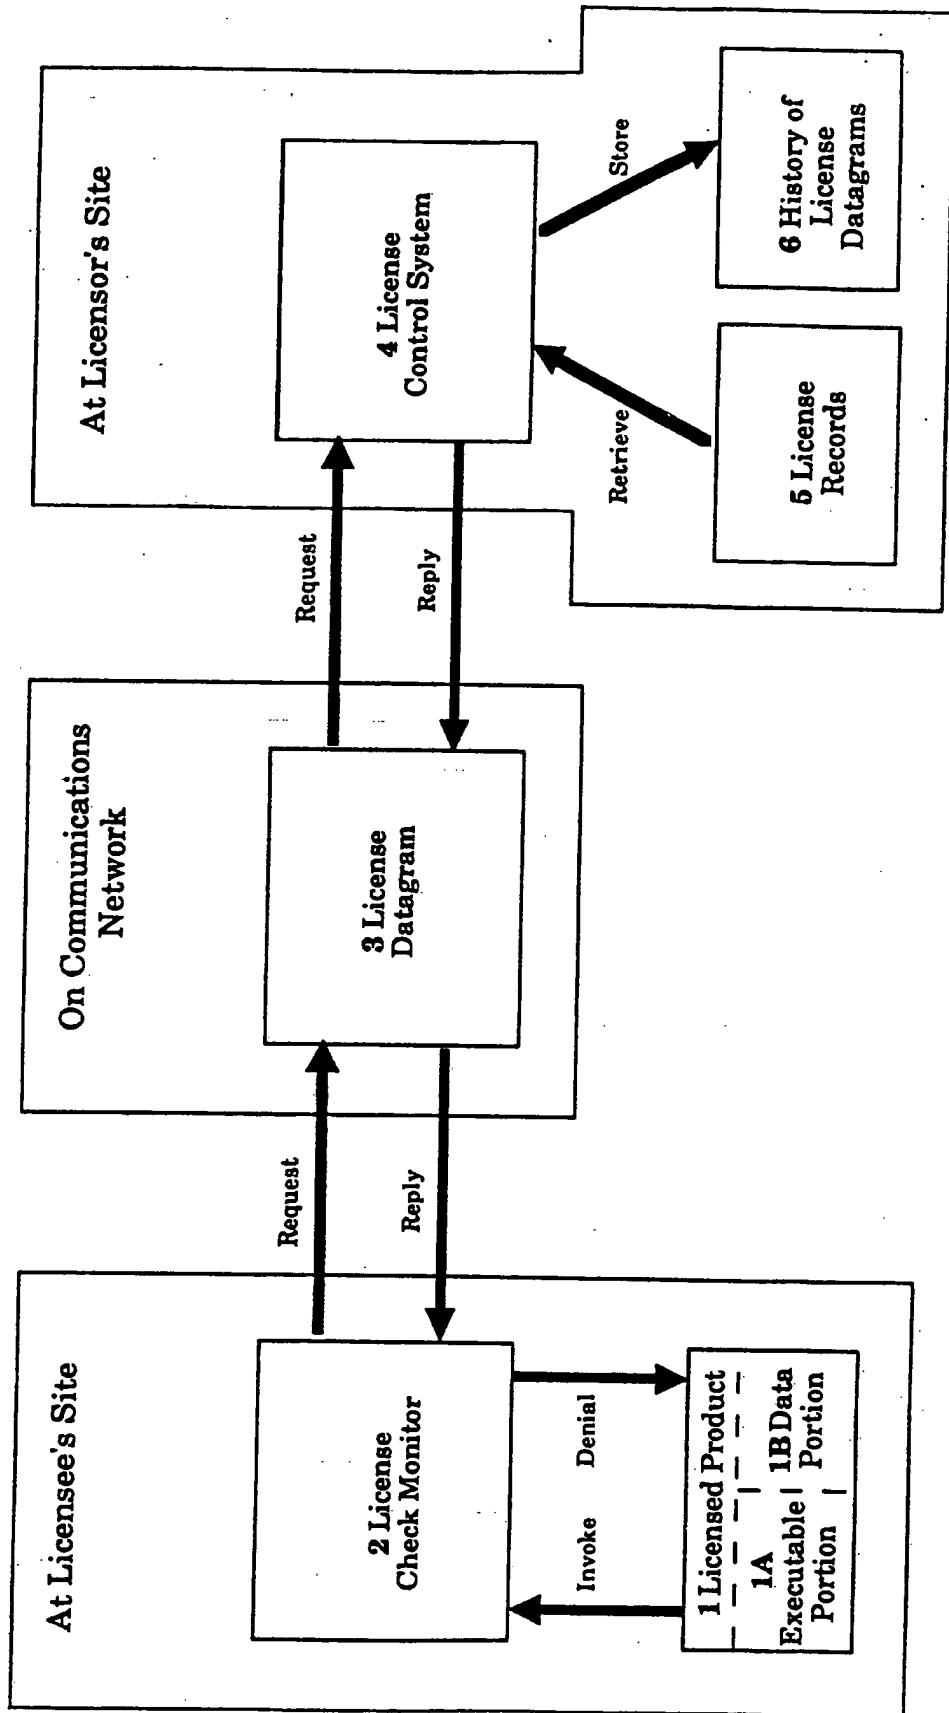 At Licensee's Site
2 License
Check Monitor
Invoke
Denial
1 Licensed Product
1A
Executable
Portion
1B Data
Portion
Request
Reply
On Communications
Network
3 License
Datagram
Request
Reply
At Licensor's Site
4 License
Control System
Retrieve
Store
5 License
Records
6 History of
License
Datagrams